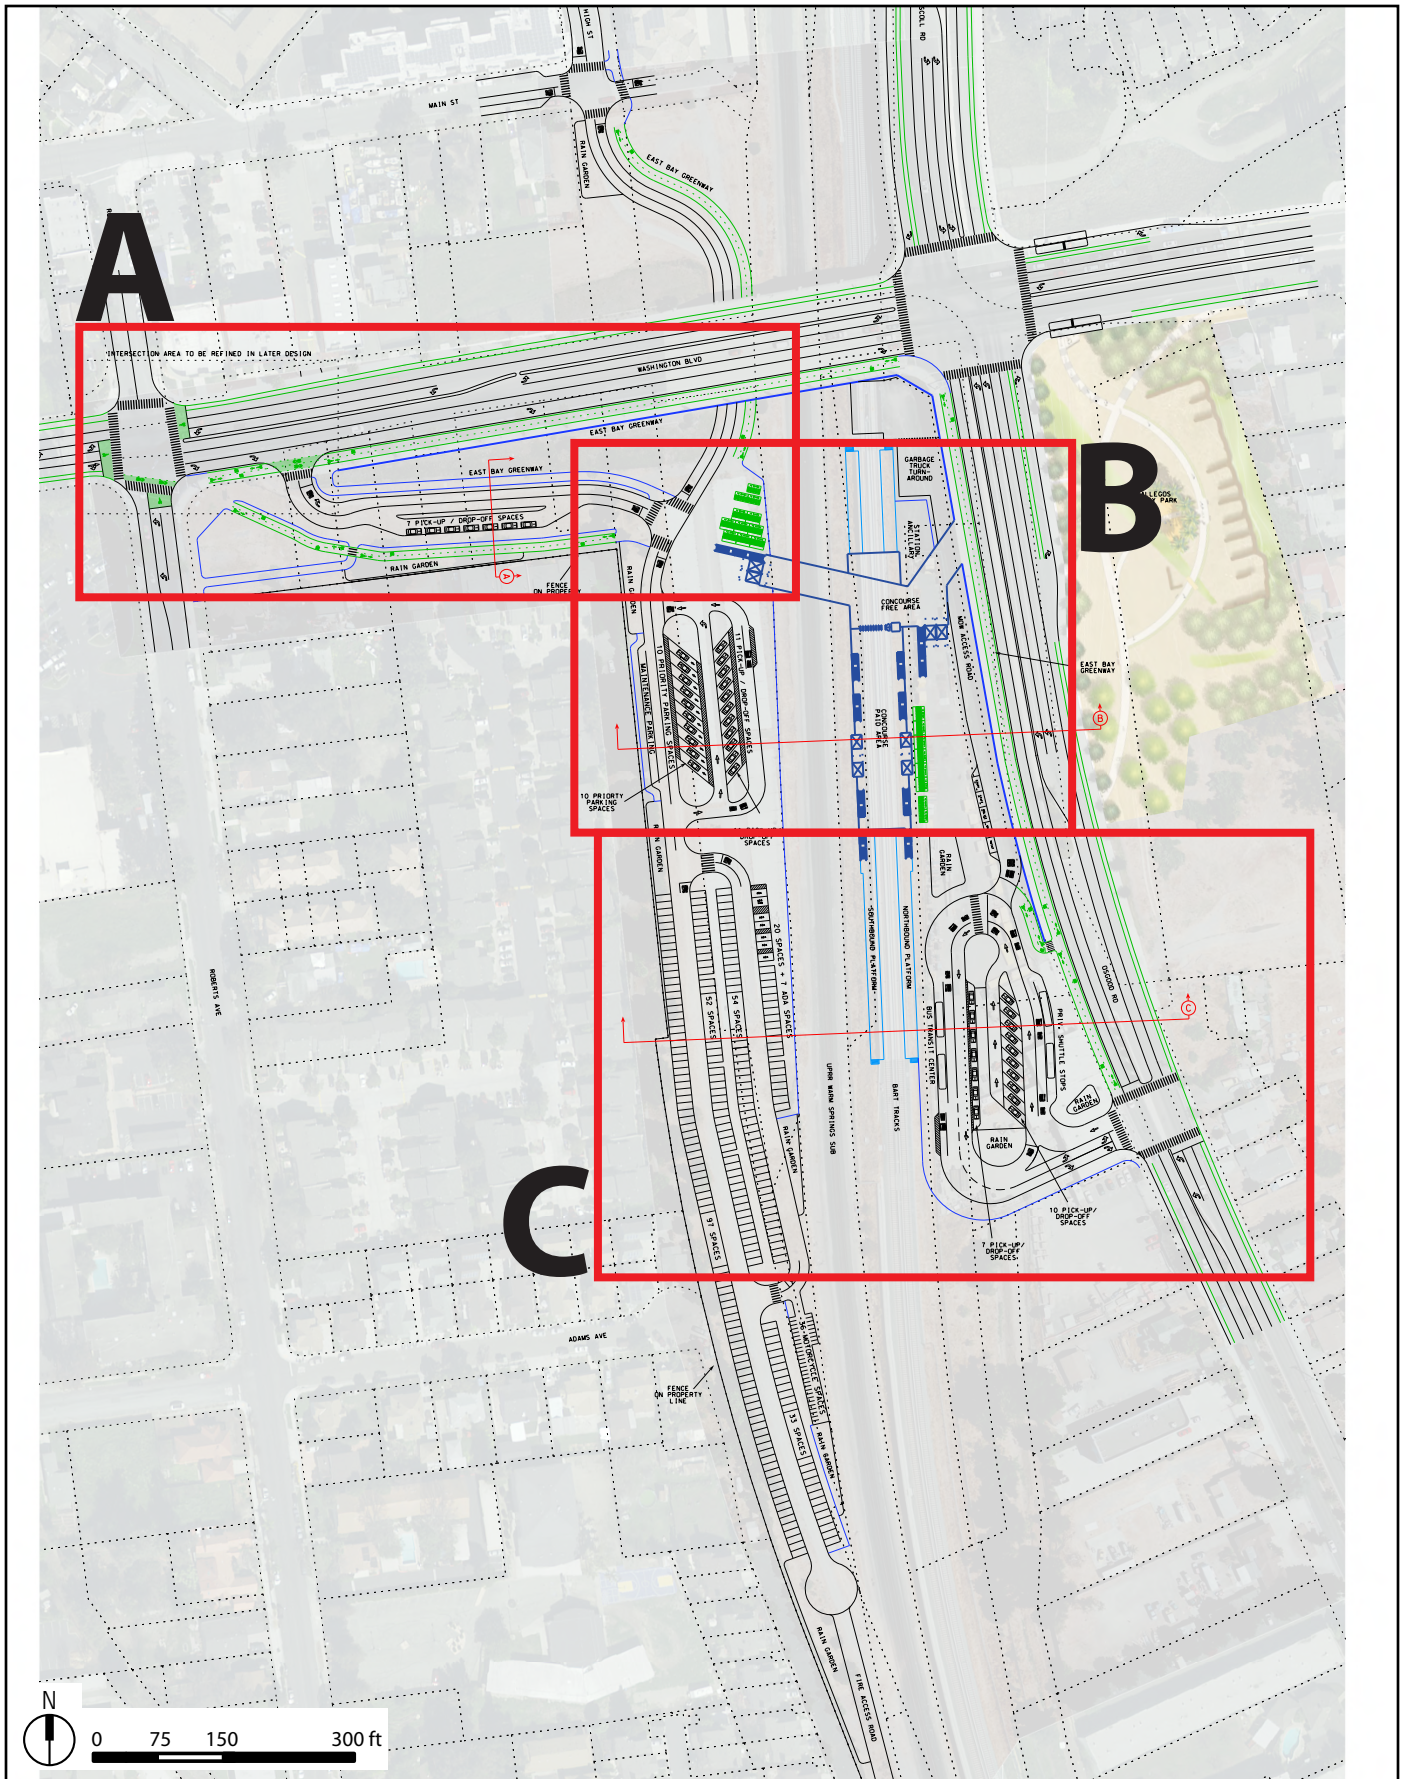 HIGH ST
MAIN ST
RAIN GARDEN
EAST BAY GREENWAY
A
INTERSECTION AREA TO BE REFINED IN LATER DESIGN
WASHINGTON BLVD
EAST BAY GREENWAY
EAST BAY GREENWAY
7 PICK-UP / DROP-OFF SPACES
RAIN GARDEN
A
FENCE
ON PROPERTY
B
GARBAGE
TRUCK
TURN-
AROUND
STATION
ANCILLARY
CONCOURSE
FREE AREA
MOW ACCESS ROAD
EAST BAY
GREENWAY
B
MAINTENANCE PARKING
10 PRIORITY PARKING SPACES
11 PICK-UP / DROP-OFF SPACES
CONCOURSE
PAID AREA
10 PRIORTY
PARKING
SPACES
SPACES
RAIN GARDEN
RAIN
GARDEN
20 SPACES + 7 ADA SPACES
52 SPACES
54 SPACES
SOUTHBOUND PLATFORM
NORTHBOUND PLATFORM
BUS TRANSIT CENTER
PRIV. SHUTTLE STOPS
OSGOOD RD
C
RAIN
GARDEN
RAIN
GARDEN
UPRR WARM SPRINGS SUB
BART TRACKS
RAIN GARDEN
ROBERTS AVE
C
97 SPACES
10 PICK-UP/
DROP-OFF
SPACES
7 PICK-UP/
DROP-OFF
SPACES
ADAMS AVE
36 MOTORCYCLE SPACES
FENCE
ON PROPERTY
LINE
33 SPACES
RAIN GARDEN
RAIN GARDEN
FIRE ACCESS ROAD
N
0 75 150 300 ft